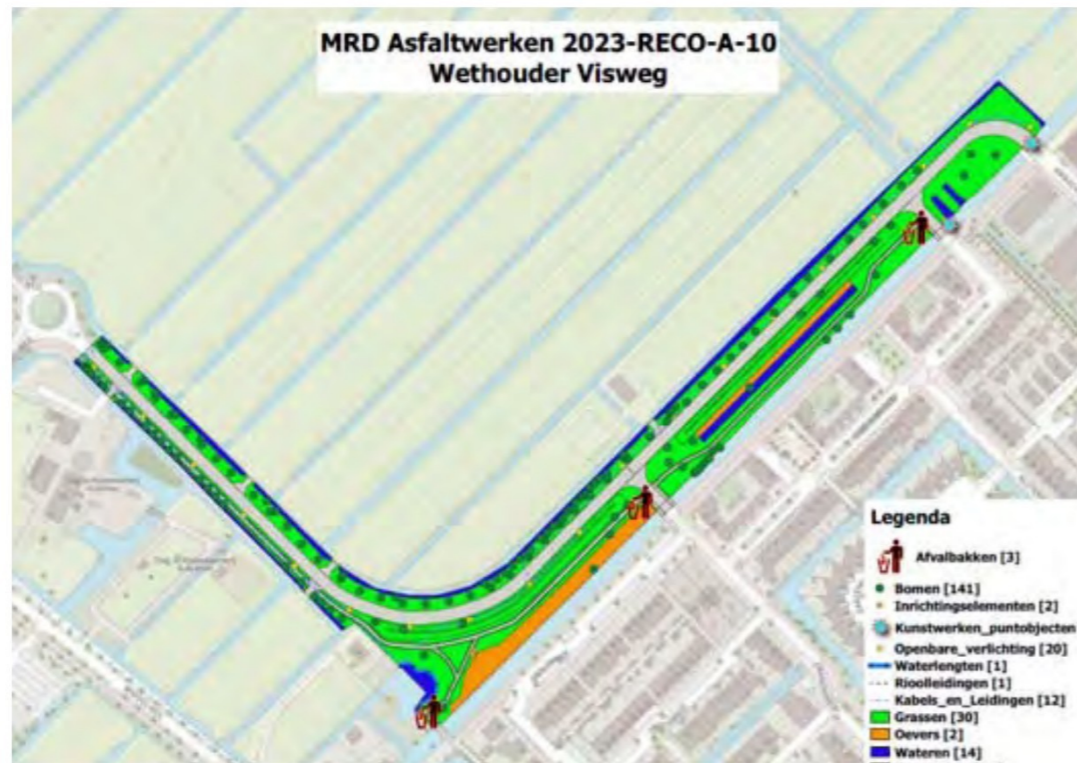 MRD Asfaltwerken 2023-RECO-A-10
Wethouder Visweg
Legenda
Afvalbakken [3]
Bomen [141]
Inrichtingselementen [2]
Kunstwerken_puntobjecten
Openbare_verlichting [20]
Waterlengten [1]
Rioolleidingen [1]
Kabels_en_Leidingen [12]
Grassen [30]
Oevers [2]
Wateren [14]